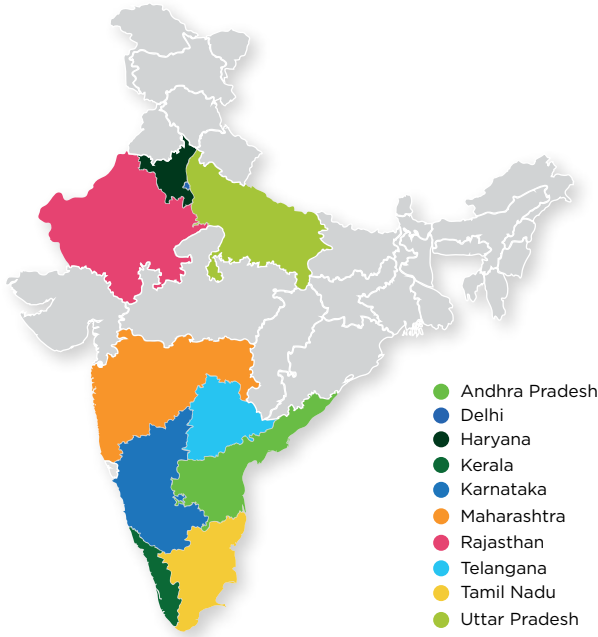 Andhra Pradesh
Delhi
Haryana
Kerala
Karnataka
Maharashtra
Rajasthan
Telangana
Tamil Nadu
Uttar Pradesh